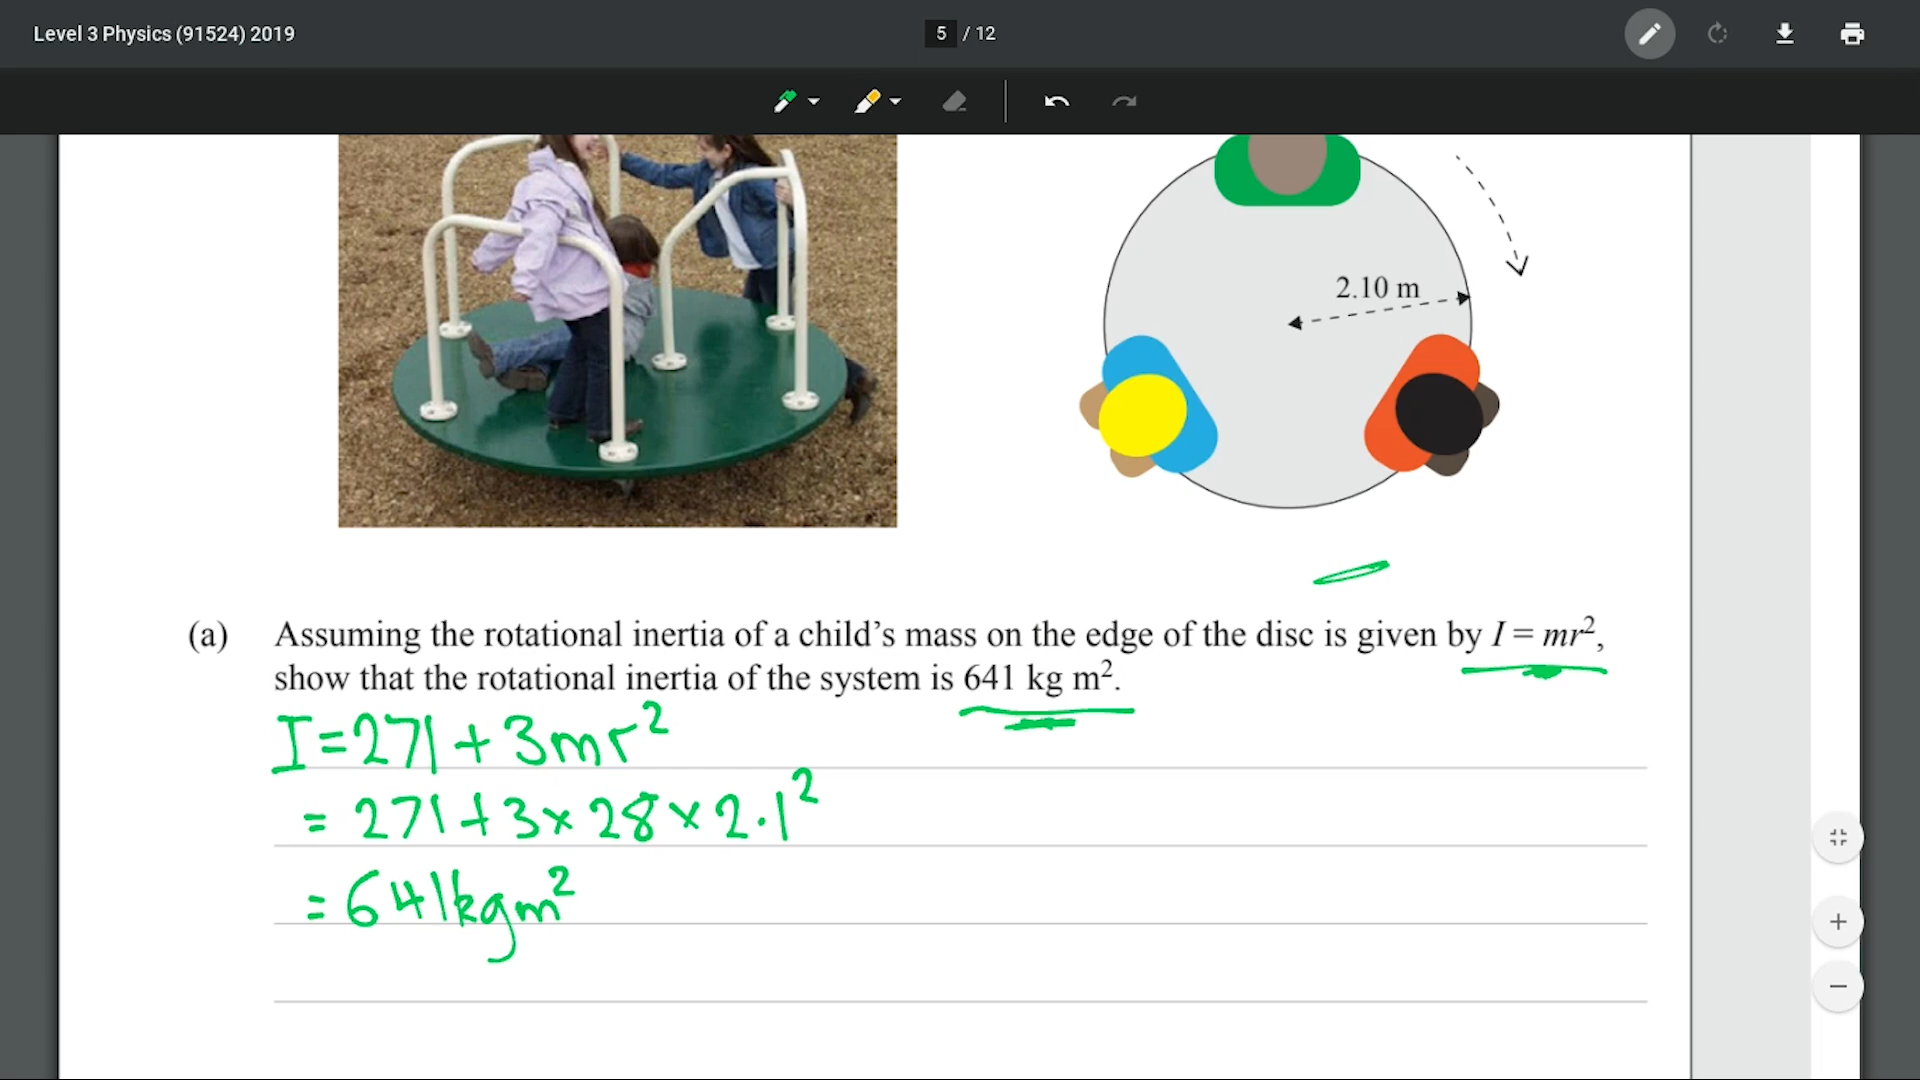 Level 3 Physics (91524) 2019
5 / 12
2.10 m
(a) Assuming the rotational inertia of a child's mass on the edge of the disc is given by I = mr²,
show that the rotational inertia of the system is 641 kg m².
I=271+3mr²
= 271+3×28×2.1²
= 641kgm²